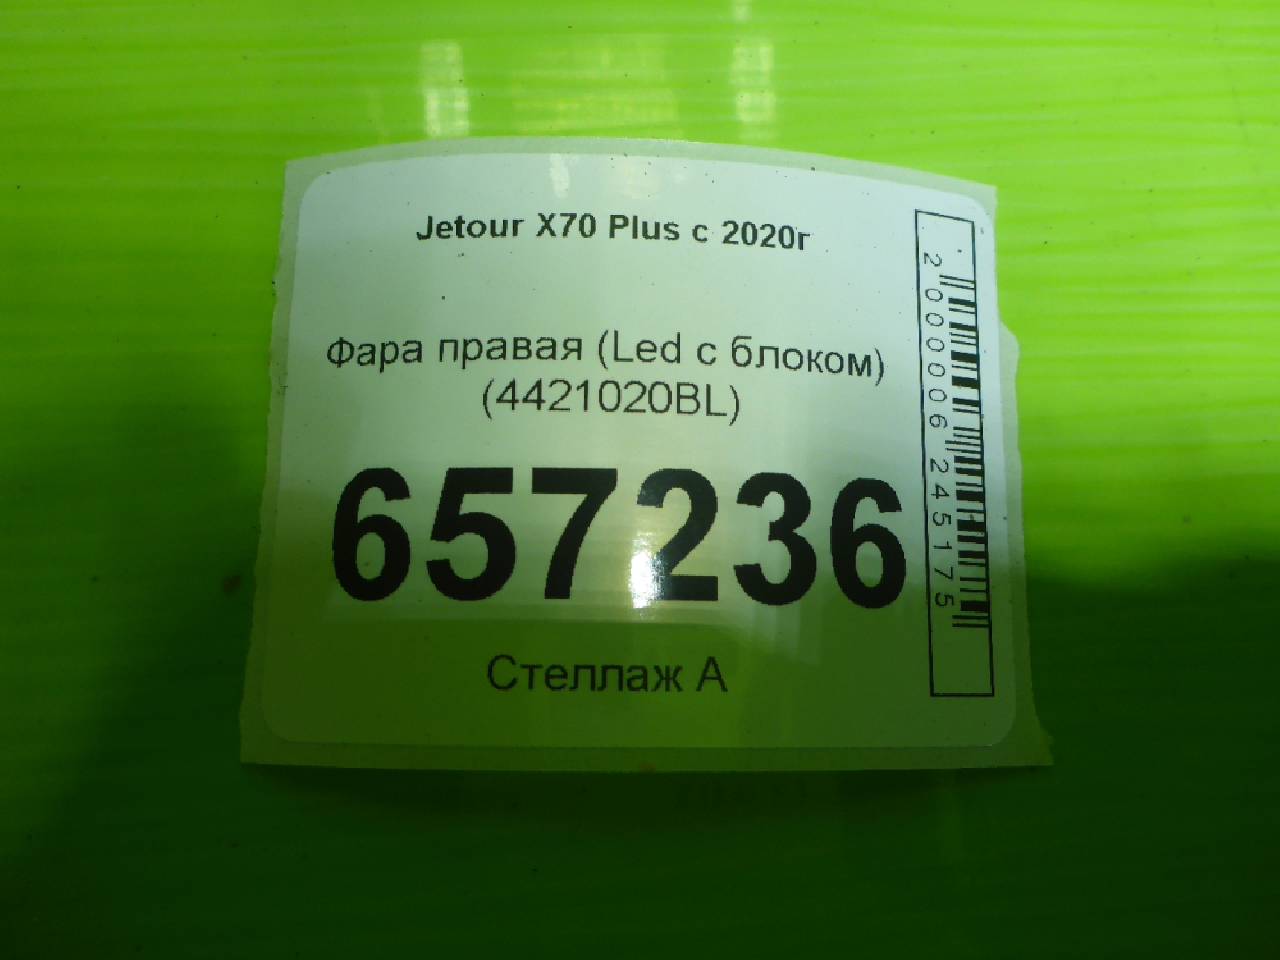 Jetour X70 Plus с 2020г
Фара правая (Led с блоком)
(4421020BL)
657236
Стеллаж А
2000006245175